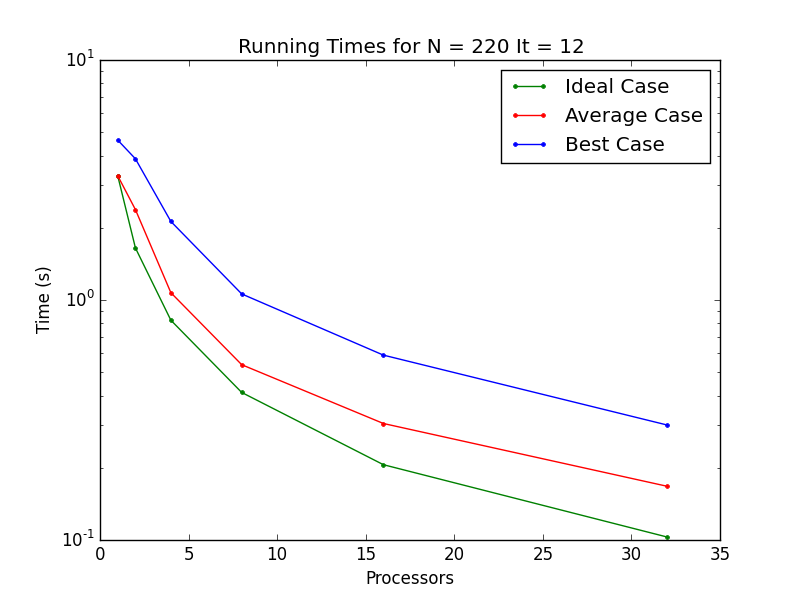 Running Times for N = 220 It = 12
10^1
Ideal Case
Average Case
Best Case
Time (s)
10^0
10^-1
0 5 10 15 20 25 30 35
Processors